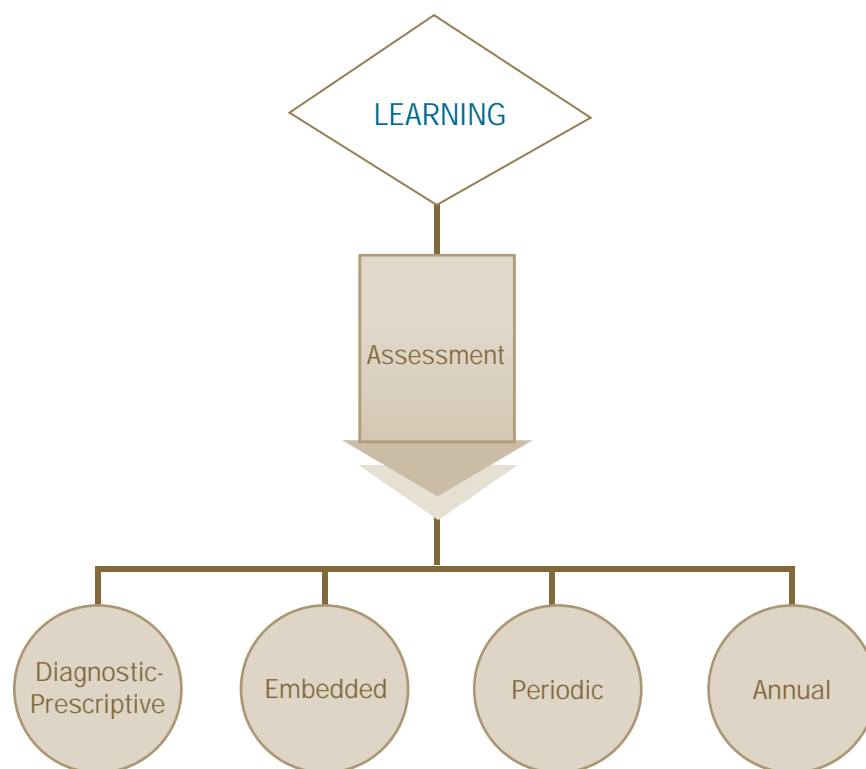 LEARNING
Assessment
Diagnostic-
Prescriptive
Embedded
Periodic
Annual